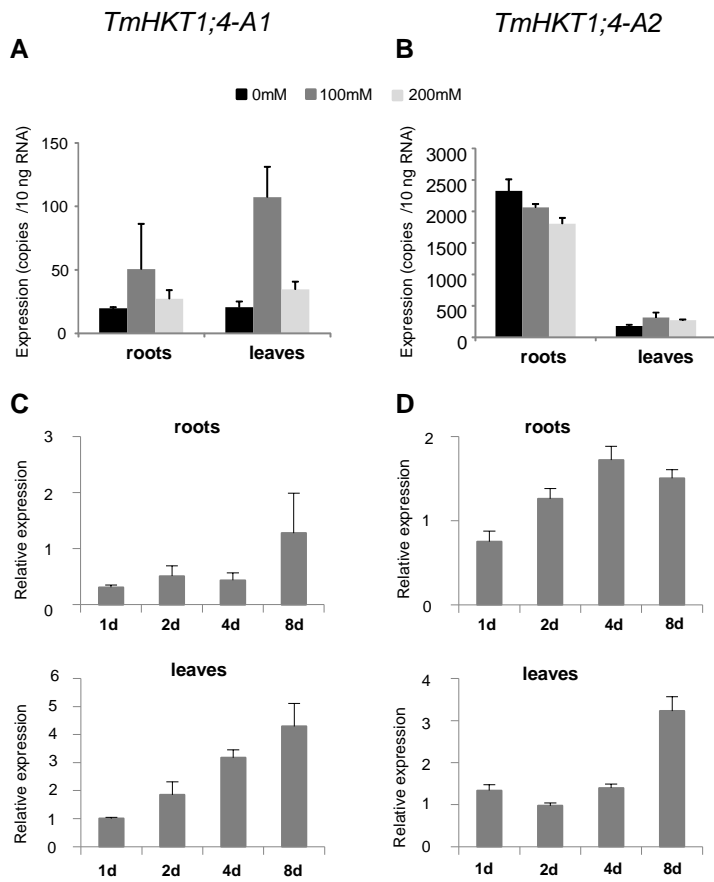 TmHKT1;4-A1
TmHKT1;4-A2
A
B
0mM 100mM 200mM
Expression (copies /10 ng RNA)
150
100
50
0
roots leaves
Expression (copies /10 ng RNA)
3000
2500
2000
1500
1000
500
0
roots leaves
C
roots
Relative expression
3
2
1
0
1d 2d 4d 8d
D
roots
Relative expression
2
1
0
1d 2d 4d 8d
leaves
Relative expression
6
5
4
3
2
1
0
1d 2d 4d 8d
leaves
Relative expression
4
3
2
1
0
1d 2d 4d 8d